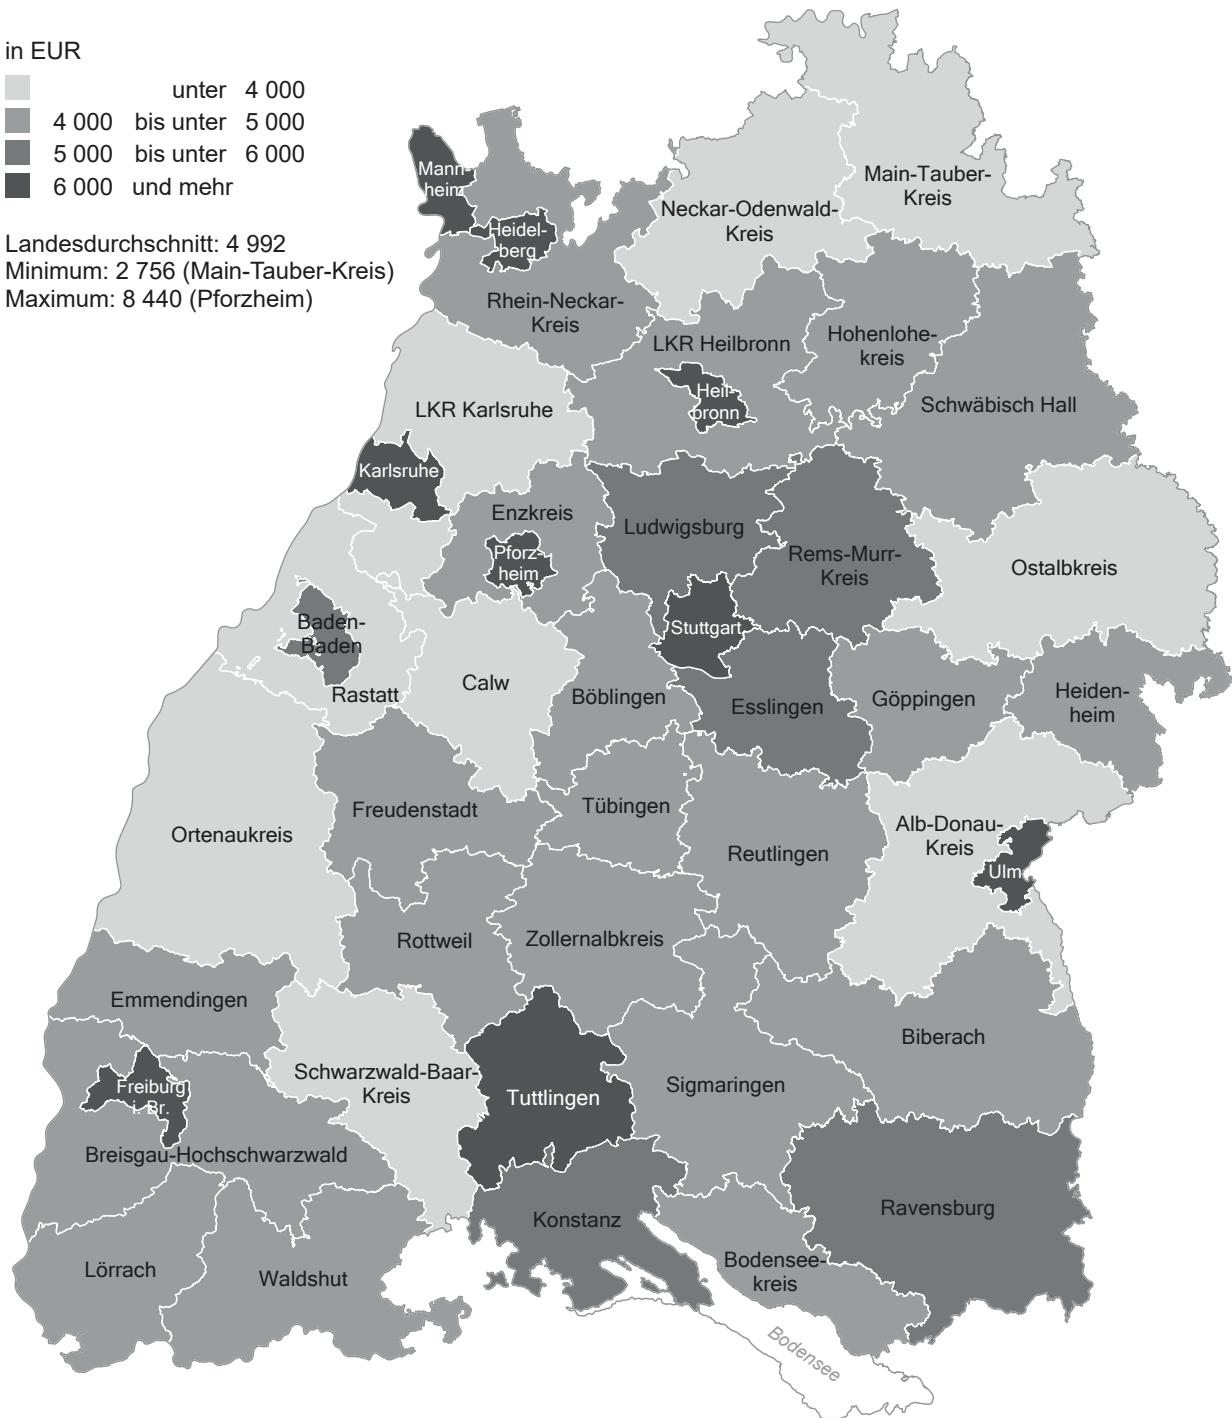 in EUR
unter 4 000
4 000 bis unter 5 000
5 000 bis unter 6 000
6 000 und mehr
Landesdurchschnitt: 4 992
Minimum: 2 756 (Main-Tauber-Kreis)
Maximum: 8 440 (Pforzheim)
Mann-
heim
Heidel-
berg
Main-Tauber-
Kreis
Neckar-Odenwald-
Kreis
Rhein-Neckar-
Kreis
LKR Heilbronn
Hohenlohe-
kreis
Heil-
bronn
Schwäbisch Hall
LKR Karlsruhe
Karlsruhe
Enzkreis
Ludwigsburg
Pforz-
heim
Rems-Murr-
Kreis
Ostalbkreis
Baden-
Baden
Stuttgart
Rastatt
Calw
Böblingen
Esslingen
Göppingen
Heiden-
heim
Freudenstadt
Tübingen
Ortenaukreis
Reutlingen
Alb-Donau-
Kreis
Ulm
Rottweil
Zollernalbkreis
Emmendingen
Biberach
Schwarzwald-Baar-
Kreis
Freiburg
i. Br.
Tuttlingen
Sigmaringen
Breisgau-Hochschwarzwald
Konstanz
Ravensburg
Lörrach
Waldshut
Bodensee-
kreis
Bodensee